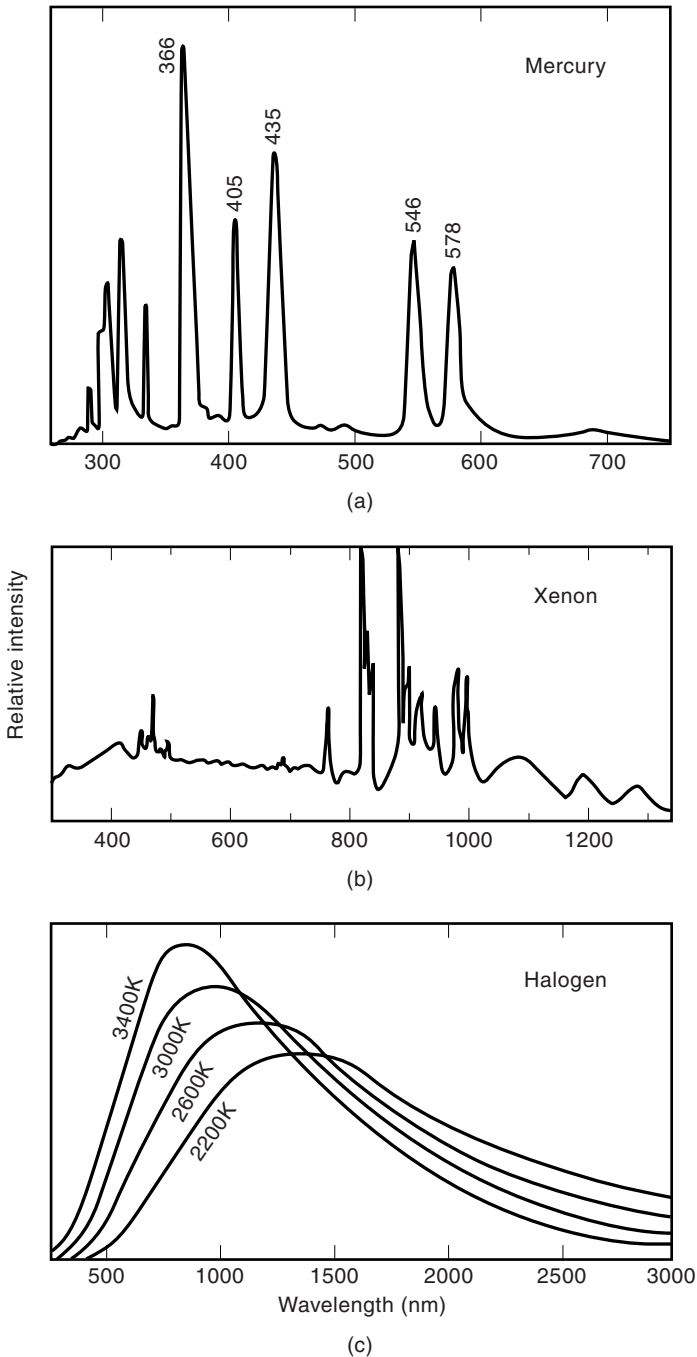 Mercury
366
405
435
546
578
300 400 500 600 700
(a)
Relative intensity
Xenon
400 600 800 1000 1200
(b)
Halogen
3400K
3000K
2600K
2200K
500 1000 1500 2000 2500 3000
Wavelength (nm)
(c)